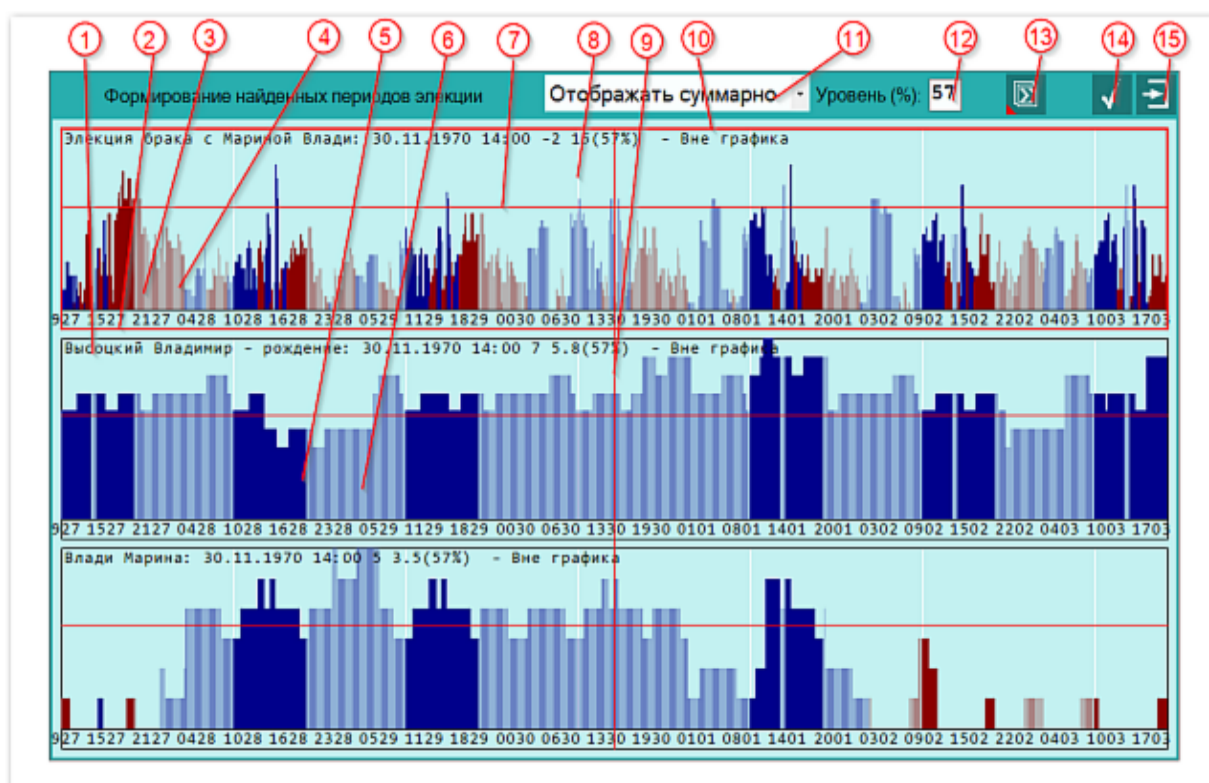 1 2 3 4 5 6 7 8 9 10 11 12 13 14 15
Формирование найденных периодов элекции Отображать суммарно Уровень (%): 57
Элекция брака с Мариной Влади: 30.11.1970 14:00 -2 15(57%) - Вне графика
927 1527 2127 0428 1028 1628 2328 0529 1129 1829 0030 0630 1330 1930 0101 0801 1401 2001 0302 0902 1502 2202 0403 1003 1703
Высоцкий Владимир - рождение: 30.11.1970 14:00 7 5.8(57%) - Вне графика
927 1527 2127 0428 1028 1628 2328 0529 1129 1829 0030 0630 1330 1930 0101 0801 1401 2001 0302 0902 1502 2202 0403 1003 1703
Влади Марина: 30.11.1970 14:00 5 3.5(57%) - Вне графика
927 1527 2127 0428 1028 1628 2328 0529 1129 1829 0030 0630 1330 1930 0101 0801 1401 2001 0302 0902 1502 2202 0403 1003 1703